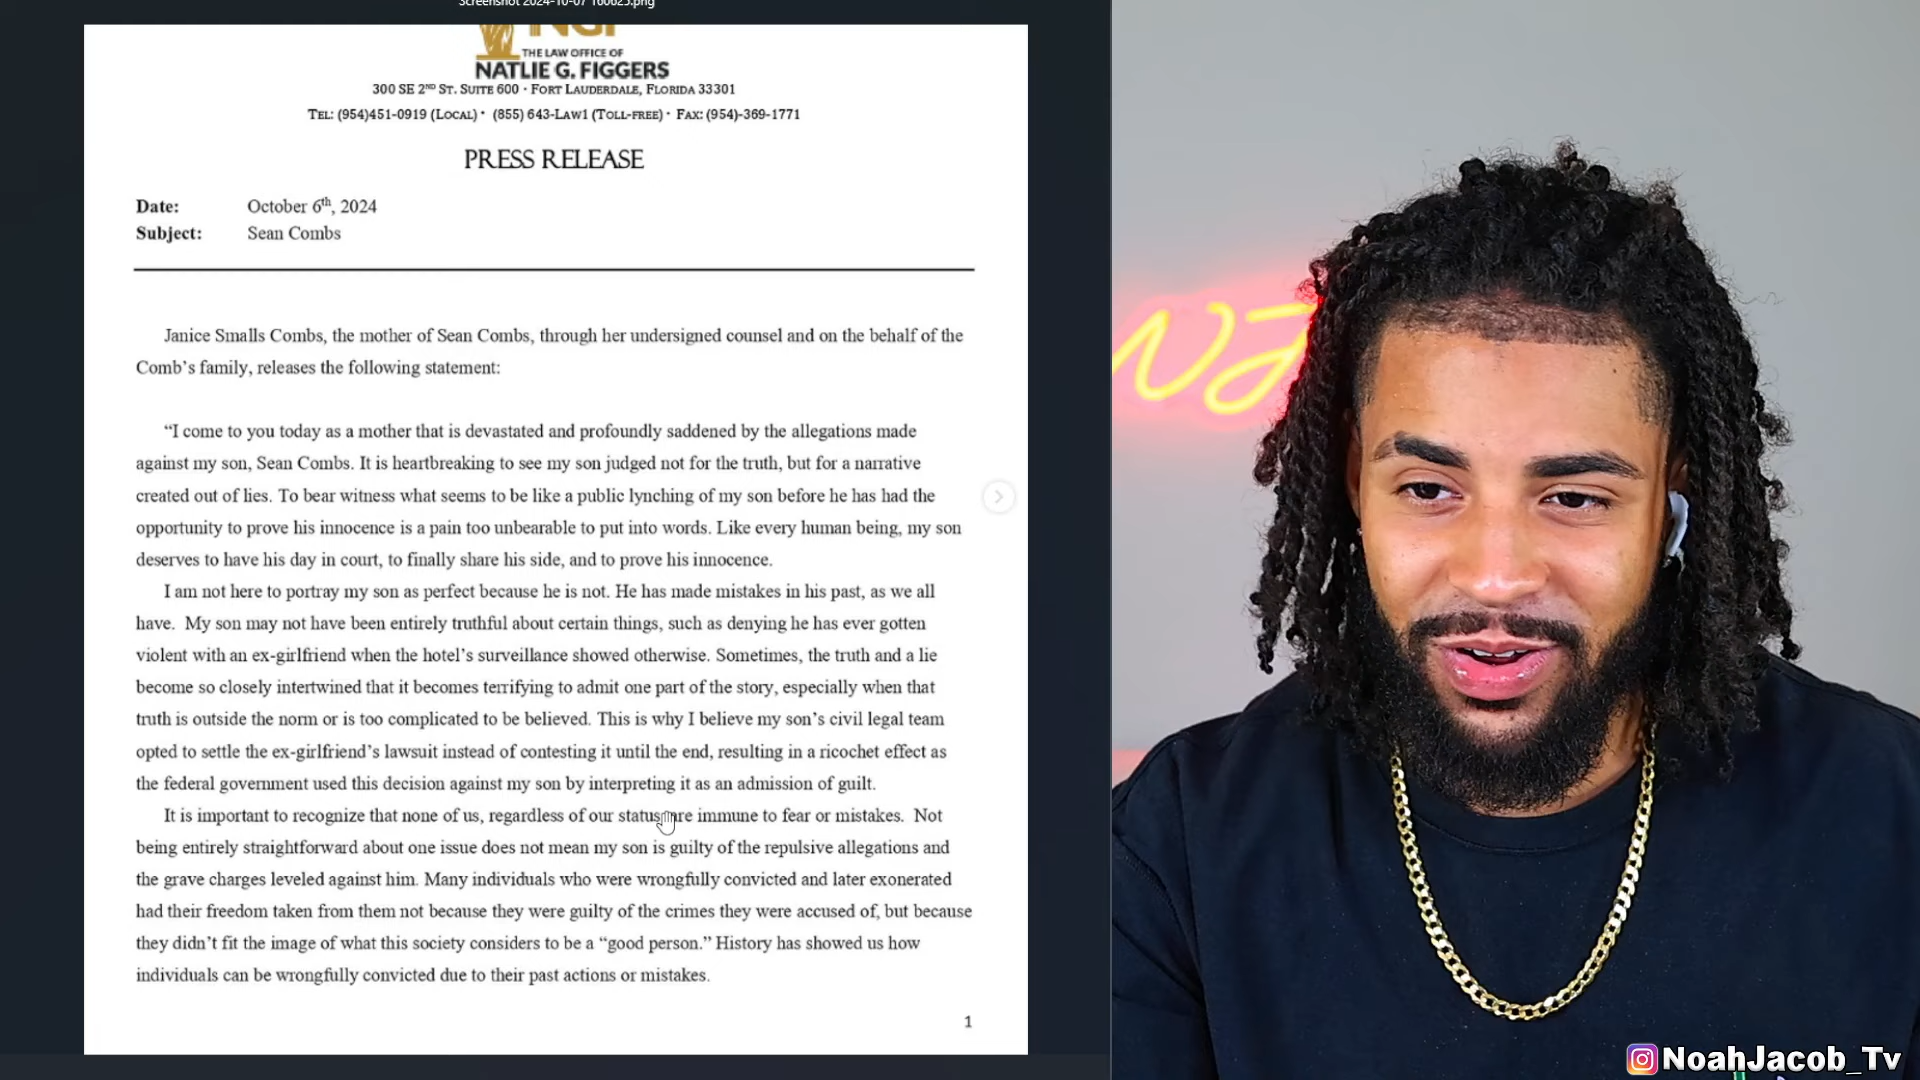 Screenshot 2024-10-07 160625.png
NGF
THE LAW OFFICE OF
NATLIE G. FIGGERS
300 SE 2ND ST. SUITE 600 · FORT LAUDERDALE, FLORIDA 33301
TEL: (954)451-0919 (LOCAL) · (855) 643-LAW1 (TOLL-FREE) · FAX: (954)-369-1771
PRESS RELEASE
Date: October 6th, 2024
Subject: Sean Combs
Janice Smalls Combs, the mother of Sean Combs, through her undersigned counsel and on the behalf of the
Comb's family, releases the following statement:
"I come to you today as a mother that is devastated and profoundly saddened by the allegations made
against my son, Sean Combs. It is heartbreaking to see my son judged not for the truth, but for a narrative
created out of lies. To bear witness what seems to be like a public lynching of my son before he has had the
opportunity to prove his innocence is a pain too unbearable to put into words. Like every human being, my son
deserves to have his day in court, to finally share his side, and to prove his innocence.
I am not here to portray my son as perfect because he is not. He has made mistakes in his past, as we all
have. My son may not have been entirely truthful about certain things, such as denying he has ever gotten
violent with an ex-girlfriend when the hotel's surveillance showed otherwise. Sometimes, the truth and a lie
become so closely intertwined that it becomes terrifying to admit one part of the story, especially when that
truth is outside the norm or is too complicated to be believed. This is why I believe my son's civil legal team
opted to settle the ex-girlfriend's lawsuit instead of contesting it until the end, resulting in a ricochet effect as
the federal government used this decision against my son by interpreting it as an admission of guilt.
It is important to recognize that none of us, regardless of our status are immune to fear or mistakes. Not
being entirely straightforward about one issue does not mean my son is guilty of the repulsive allegations and
the grave charges leveled against him. Many individuals who were wrongfully convicted and later exonerated
had their freedom taken from them not because they were guilty of the crimes they were accused of, but because
they didn't fit the image of what this society considers to be a "good person." History has showed us how
individuals can be wrongfully convicted due to their past actions or mistakes.
1
NJ
NoahJacob_Tv